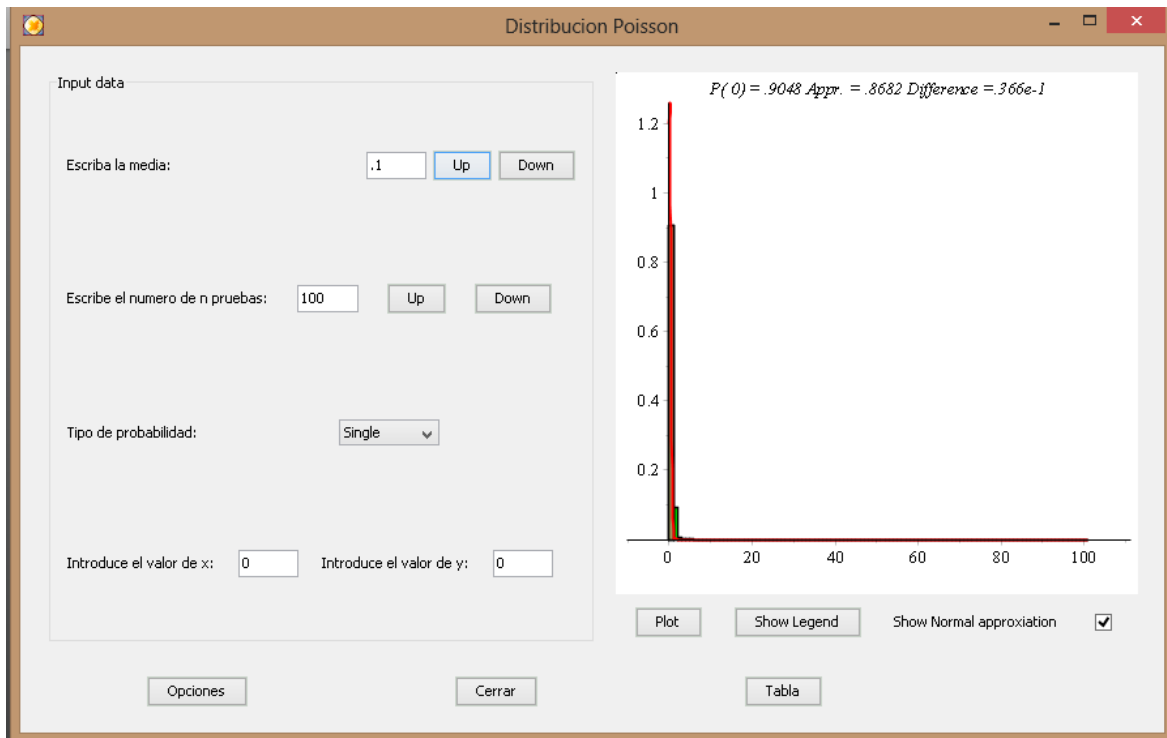 Distribucion Poisson
Input data
Escriba la media: .1 Up Down
Escribe el numero de n pruebas: 100 Up Down
Tipo de probabilidad: Single
Introduce el valor de x: 0 Introduce el valor de y: 0
P( 0) = .9048 Appr. = .8682 Difference =.366e-1
1.2
1
0.8
0.6
0.4
0.2
0 20 40 60 80 100
Plot Show Legend Show Normal approxiation
Opciones Cerrar Tabla